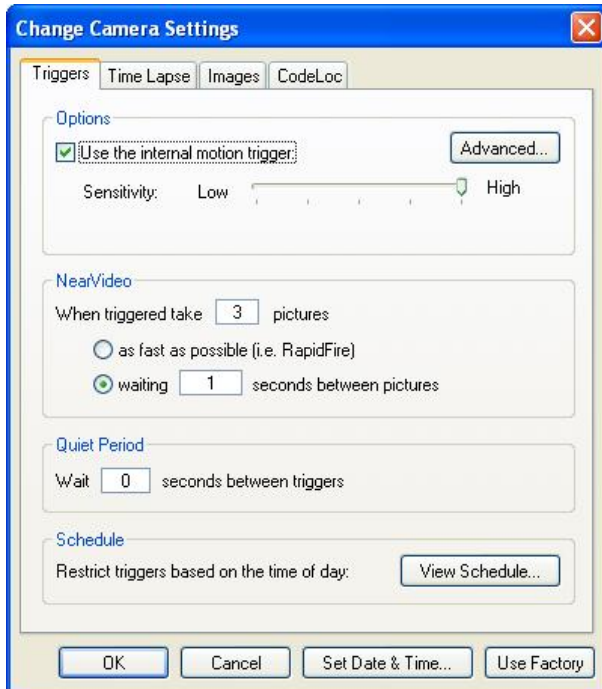 Change Camera Settings
Triggers Time Lapse Images CodeLoc
Options
Use the internal motion trigger: Advanced...
Sensitivity: Low High
NearVideo
When triggered take 3 pictures
as fast as possible (i.e. RapidFire)
waiting 1 seconds between pictures
Quiet Period
Wait 0 seconds between triggers
Schedule
Restrict triggers based on the time of day: View Schedule...
OK Cancel Set Date & Time... Use Factory